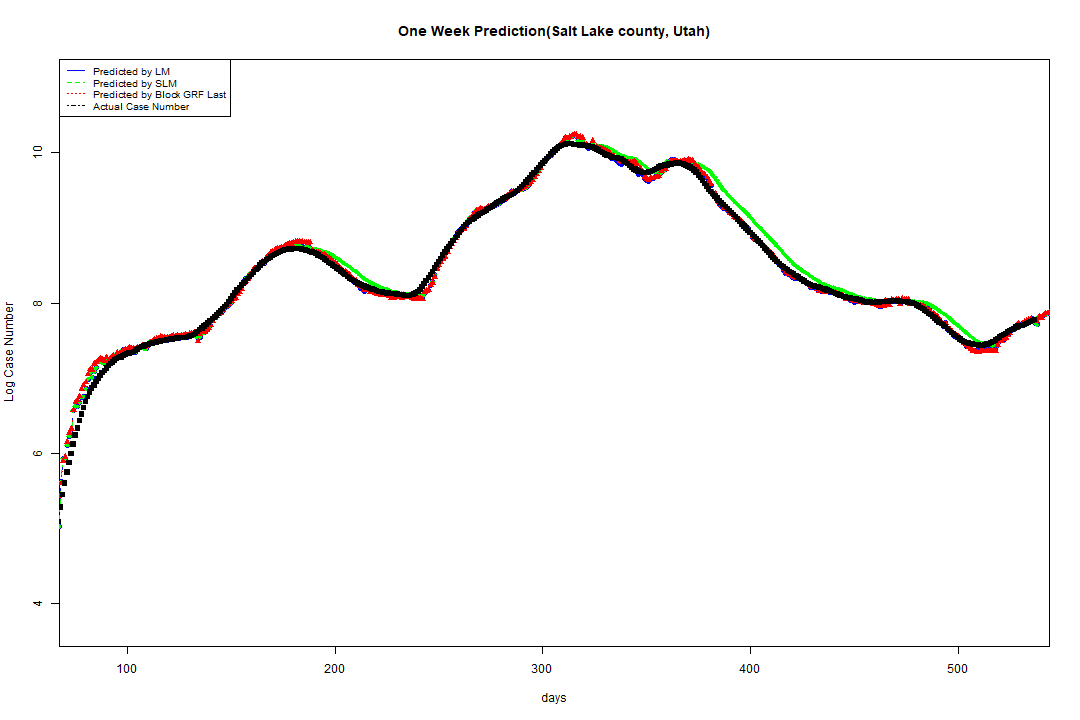 One Week Prediction(Salt Lake county, Utah)
Predicted by LM
Predicted by SLM
Predicted by Block GRF Last
Actual Case Number
10
8
6
4
Log Case Number
100 200 300 400 500
days